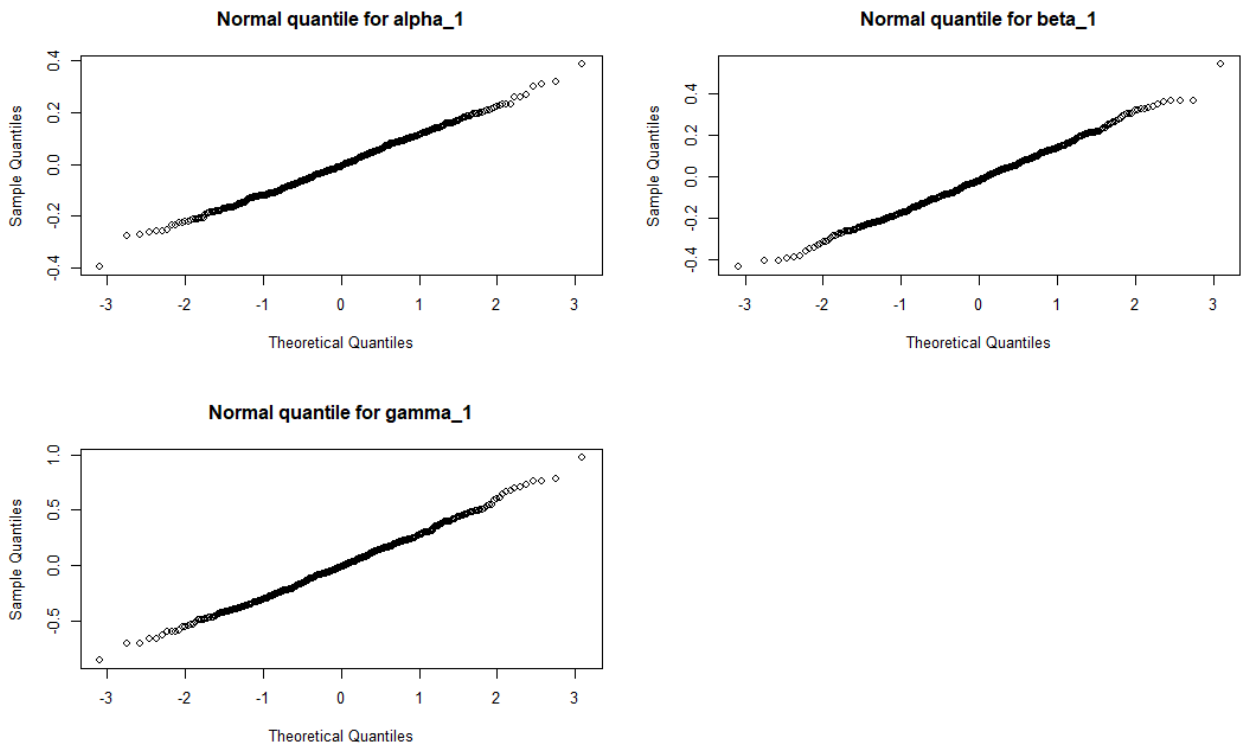 Normal quantile for alpha_1
Sample Quantiles
0.4
0.2
0.0
-0.2
-0.4
-3 -2 -1 0 1 2 3
Theoretical Quantiles
Normal quantile for beta_1
Sample Quantiles
0.4
0.2
0.0
-0.2
-0.4
-3 -2 -1 0 1 2 3
Theoretical Quantiles
Normal quantile for gamma_1
Sample Quantiles
1.0
0.5
0.0
-0.5
-3 -2 -1 0 1 2 3
Theoretical Quantiles